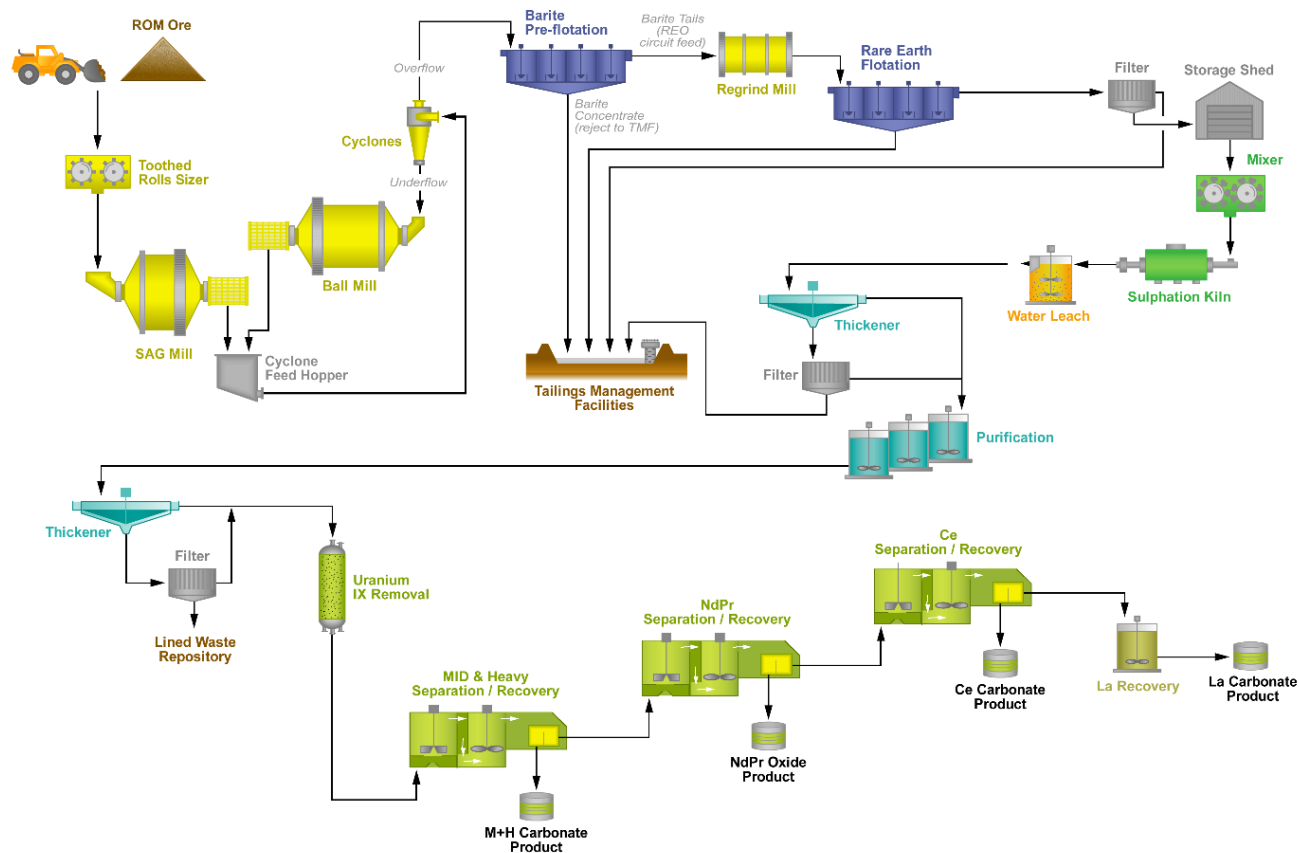 ROM Ore
Barite
Pre-flotation
Barite Tails
(REO
circuit feed)
Rare Earth
Flotation
Filter
Storage Shed
Overflow
Regrind Mill
Barite
Concentrate
(reject to TMF)
Cyclones
Toothed
Rolls Sizer
Underflow
Mixer
Ball Mill
Sulphation Kiln
Water Leach
Thickener
SAG Mill
Cyclone
Feed Hopper
Filter
Tailings Management
Facilities
Purification
Thickener
Filter
Uranium
IX Removal
Lined Waste
Repository
Ce
Separation / Recovery
NdPr
Separation / Recovery
MID & Heavy
Separation / Recovery
Ce Carbonate
Product
La Recovery
La Carbonate
Product
NdPr Oxide
Product
M+H Carbonate
Product